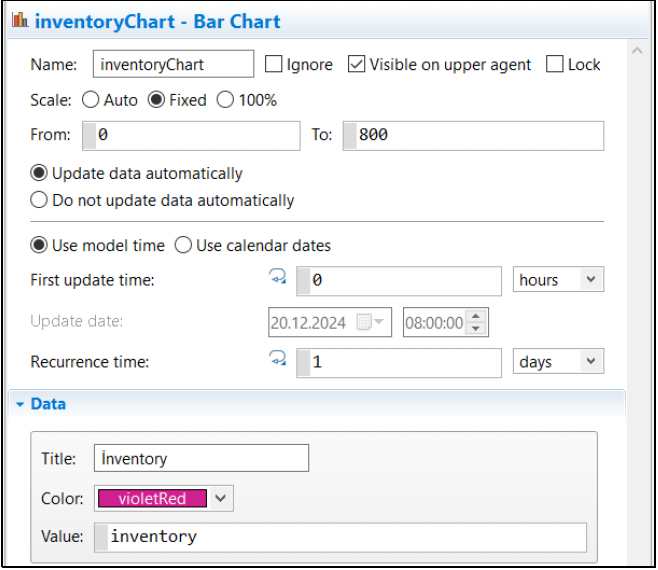 inventoryChart - Bar Chart
Name: inventoryChart Ignore Visible on upper agent Lock
Scale: Auto Fixed 100%
From: 0 To: 800
Update data automatically
Do not update data automatically
Use model time Use calendar dates
First update time: 0 hours
Update date: 20.12.2024 08:00:00
Recurrence time: 1 days
Data
Title: İnventory
Color: violetRed
Value: inventory